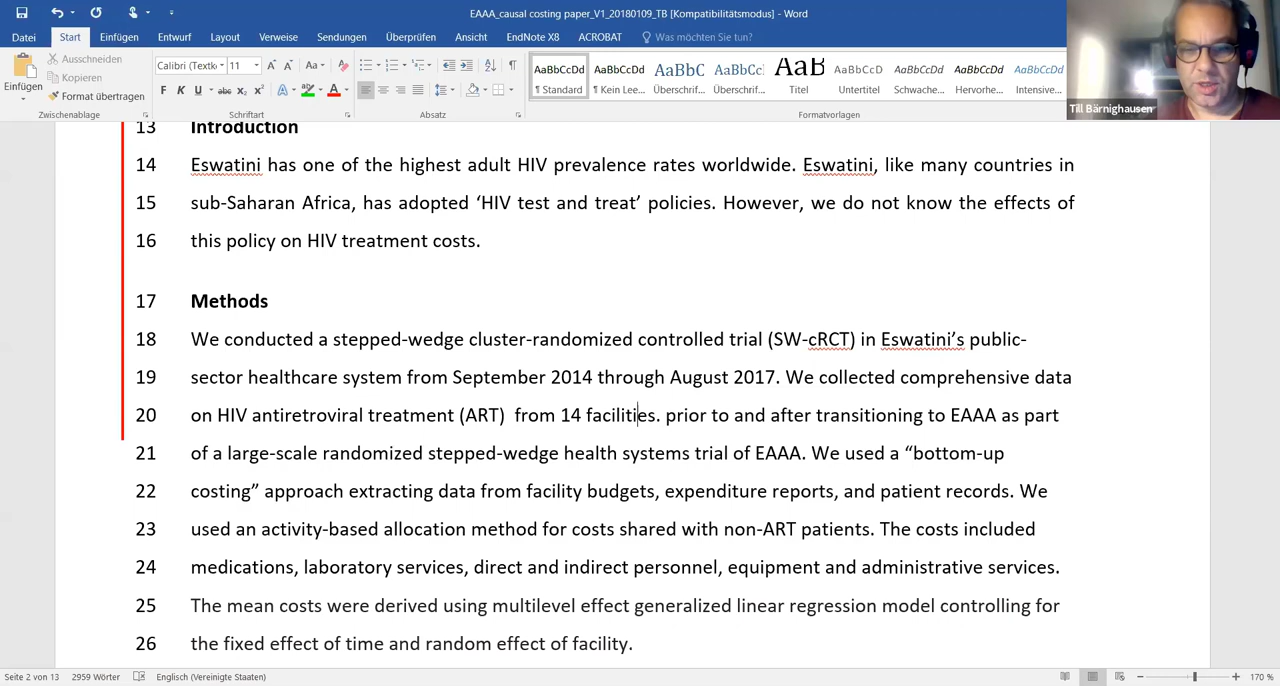 EAAA_causal costing paper_V1_20180109_TB [Kompatibilitätsmodus] - Word
Datei Start Einfügen Entwurf Layout Verweise Sendungen Überprüfen Ansicht EndNote X8 ACROBAT Was möchten Sie tun?
Einfügen
Ausschneiden
Kopieren
Format übertragen
Zwischenablage
Calibri (Textk 11
F K U abc x₂ x²
Schriftart
Absatz
AaBbCcDd AaBbCcDd AaBbC AaBbCc AaB AaBbCcD AaBbCcDd AaBbCcDd AaBbCcDd
¶ Standard ¶ Kein Lee... Überschrif... Überschrif... Titel Untertitel Schwache... Hervorhe... Intensive...
Formatvorlagen
Till Bärnighausen
13 Introduction
14 Eswatini has one of the highest adult HIV prevalence rates worldwide. Eswatini, like many countries in
15 sub-Saharan Africa, has adopted ‘HIV test and treat’ policies. However, we do not know the effects of
16 this policy on HIV treatment costs.
17 Methods
18 We conducted a stepped-wedge cluster-randomized controlled trial (SW-cRCT) in Eswatini’s public-
19 sector healthcare system from September 2014 through August 2017. We collected comprehensive data
20 on HIV antiretroviral treatment (ART)  from 14 facilities. prior to and after transitioning to EAAA as part
21 of a large-scale randomized stepped-wedge health systems trial of EAAA. We used a “bottom-up
22 costing” approach extracting data from facility budgets, expenditure reports, and patient records. We
23 used an activity-based allocation method for costs shared with non-ART patients. The costs included
24 medications, laboratory services, direct and indirect personnel, equipment and administrative services.
25 The mean costs were derived using multilevel effect generalized linear regression model controlling for
26 the fixed effect of time and random effect of facility.
Seite 2 von 13 2959 Wörter Englisch (Vereinigte Staaten) 170 %